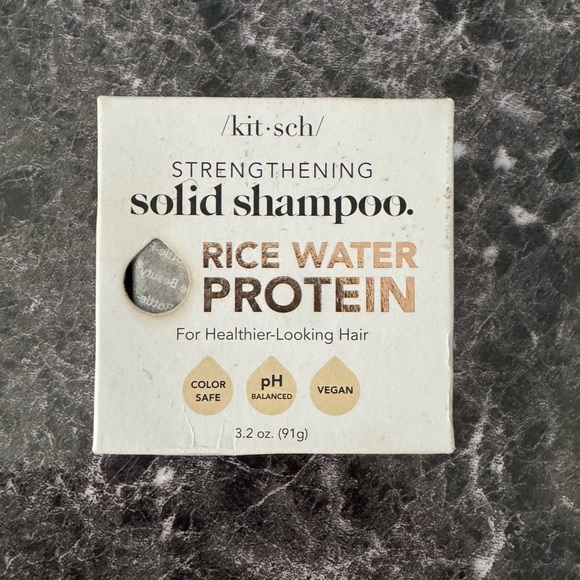 /kit·sch/
STRENGTHENING
solid shampoo.
RICE WATER
PROTEIN
For Healthier-Looking Hair
COLOR
SAFE
pH
BALANCED
VEGAN
3.2 oz. (91g)
Beauty